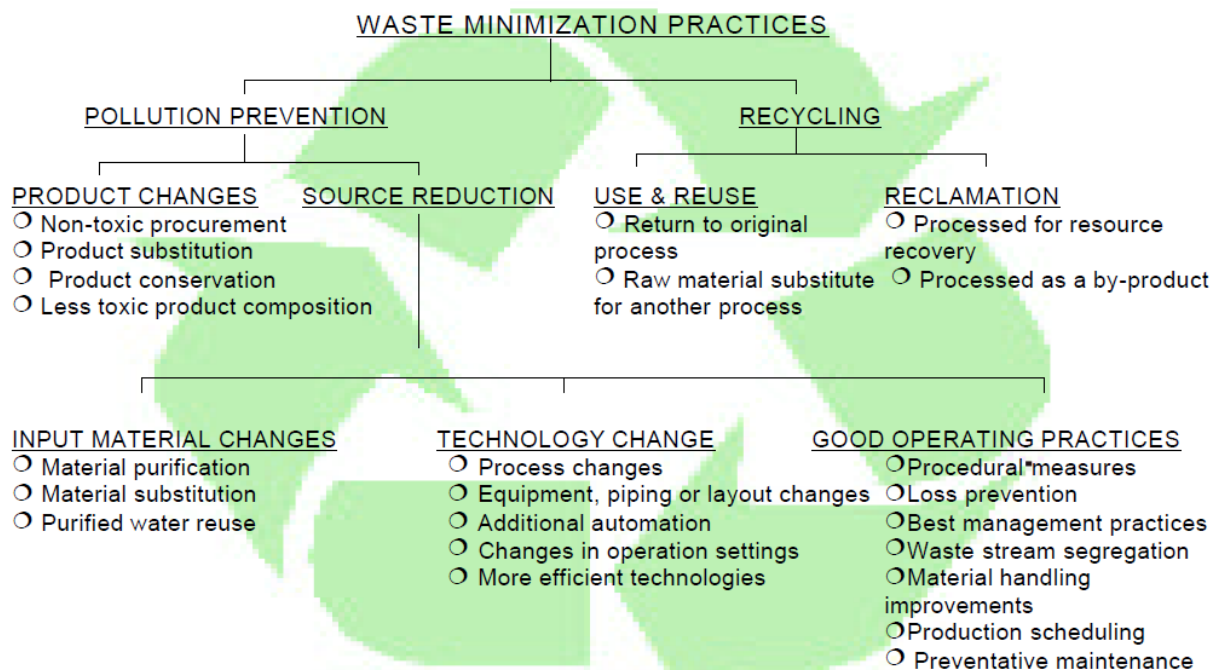 WASTE MINIMIZATION PRACTICES
POLLUTION PREVENTION
RECYCLING
PRODUCT CHANGES
❍ Non-toxic procurement
❍ Product substitution
❍ Product conservation
❍ Less toxic product composition
SOURCE REDUCTION
USE & REUSE
❍ Return to original
process
❍ Raw material substitute
for another process
RECLAMATION
❍ Processed for resource
recovery
❍ Processed as a by-product
INPUT MATERIAL CHANGES
❍ Material purification
❍ Material substitution
❍ Purified water reuse
TECHNOLOGY CHANGE
❍ Process changes
❍ Equipment, piping or layout changes
❍ Additional automation
❍ Changes in operation settings
❍ More efficient technologies
GOOD OPERATING PRACTICES
❍Procedural measures
❍Loss prevention
❍Best management practices
❍Waste stream segregation
❍Material handling
improvements
❍Production scheduling
❍ Preventative maintenance